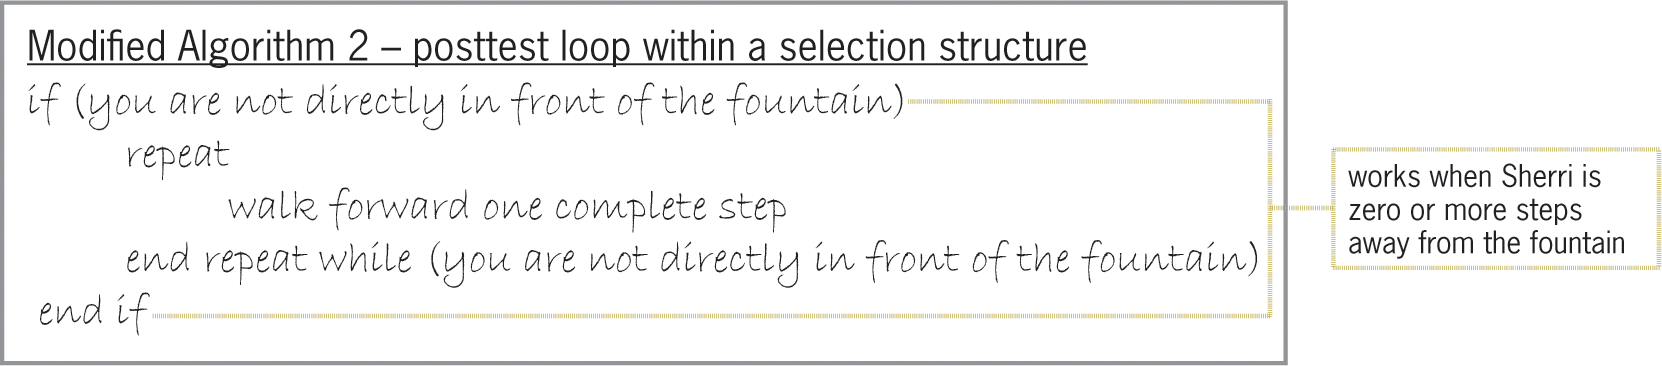 Modified Algorithm 2 – posttest loop within a selection structure
if (you are not directly in front of the fountain)
repeat
walk forward one complete step
end repeat while (you are not directly in front of the fountain)
end if
works when Sherri is
zero or more steps
away from the fountain